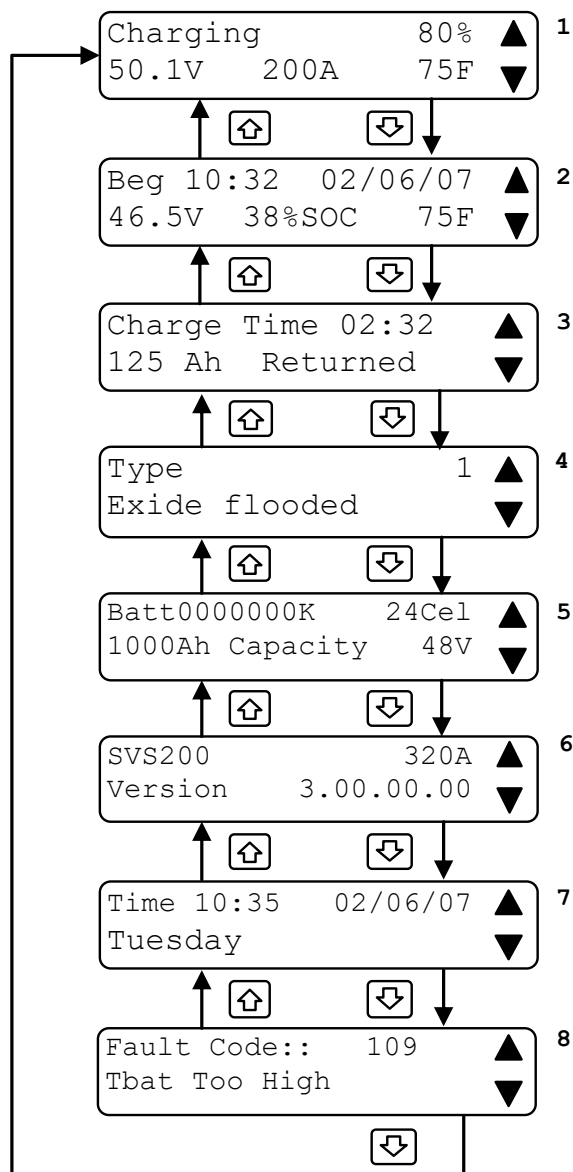 Charging 80% 1
50.1V 200A 75F
Beg 10:32 02/06/07 2
46.5V 38%SOC 75F
Charge Time 02:32 3
125 Ah Returned
Type 1 4
Exide flooded
Batt0000000K 24Cel 5
1000Ah Capacity 48V
SVS200 320A 6
Version 3.00.00.00
Time 10:35 02/06/07 7
Tuesday
Fault Code:: 109 8
Tbat Too High